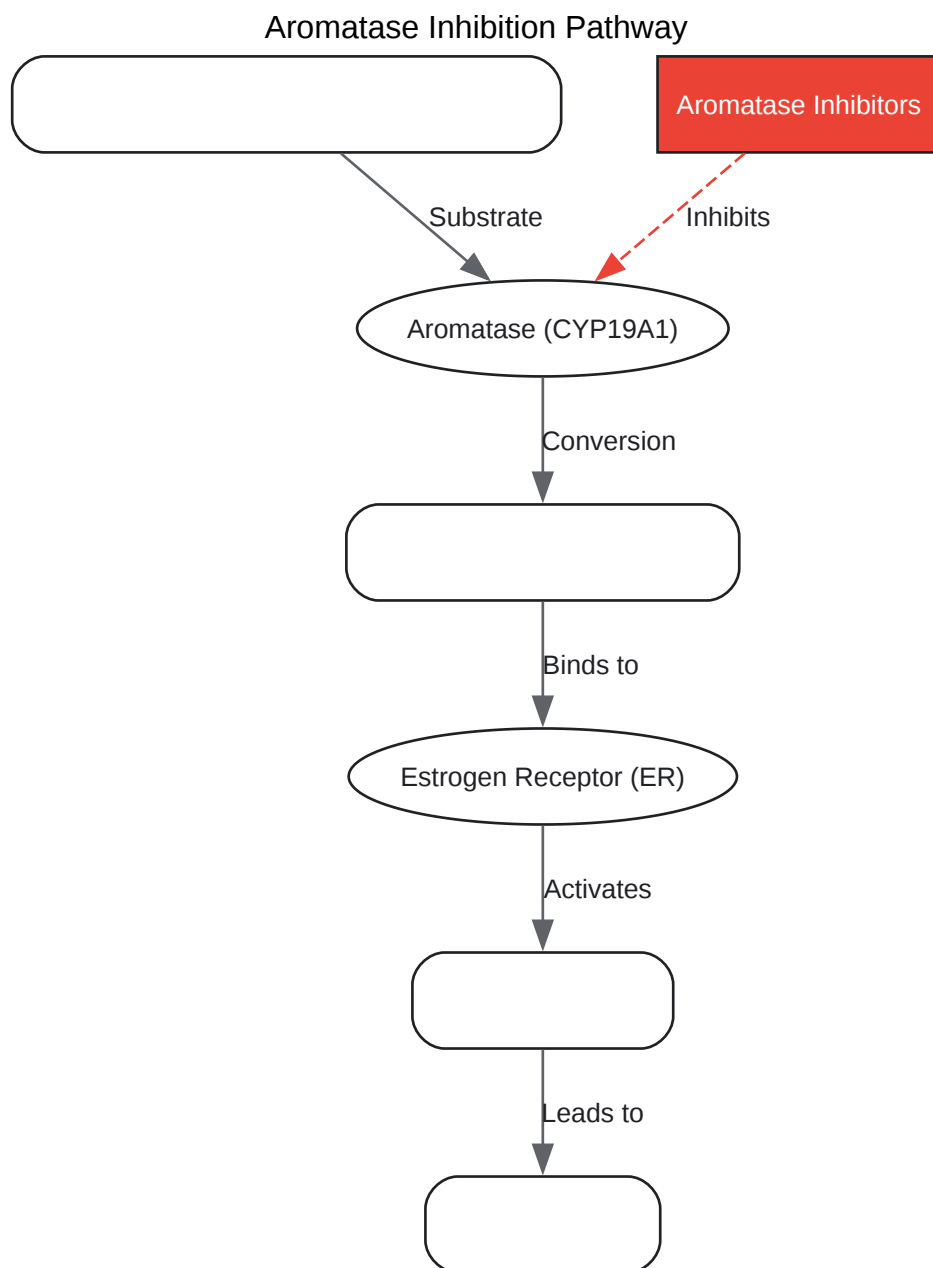 Aromatase Inhibition Pathway
Aromatase Inhibitors
Substrate
Inhibits
Aromatase (CYP19A1)
Conversion
Binds to
Estrogen Receptor (ER)
Activates
Leads to